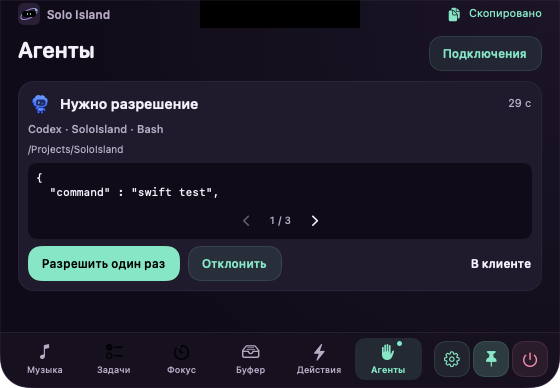 Solo Island
Скопировано
Агенты
Подключения
Нужно разрешение
29 с
Codex · SoloIsland · Bash
/Projects/SoloIsland
{
"command" : "swift test",
1 / 3
Разрешить один раз
Отклонить
В клиенте
Музыка
Задачи
Фокус
Буфер
Действия
Агенты